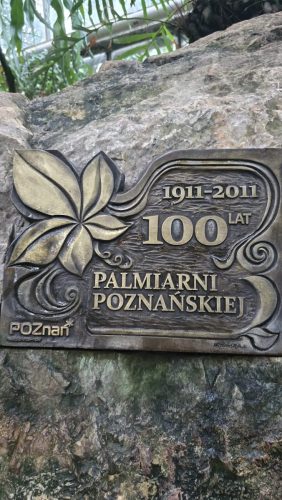 1911-2011
100 LAT
PALMIARNI
POZNAŃSKIEJ
POZnań*